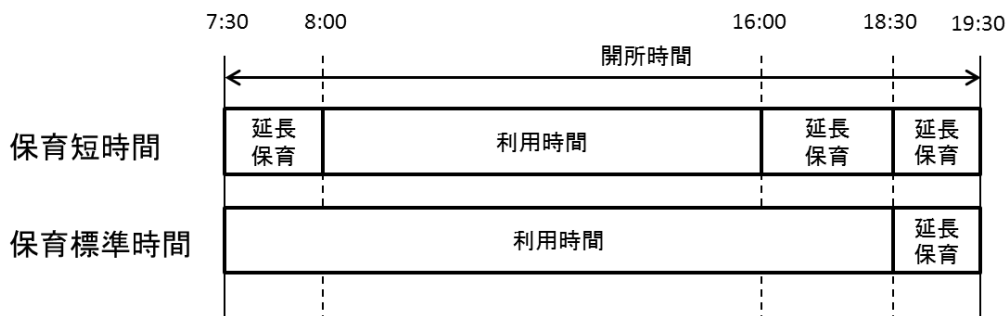 7:30 8:00 16:00 18:30 19:30
開所時間
保育短時間
延長
保育
利用時間
延長
保育
延長
保育
保育標準時間
利用時間
延長
保育